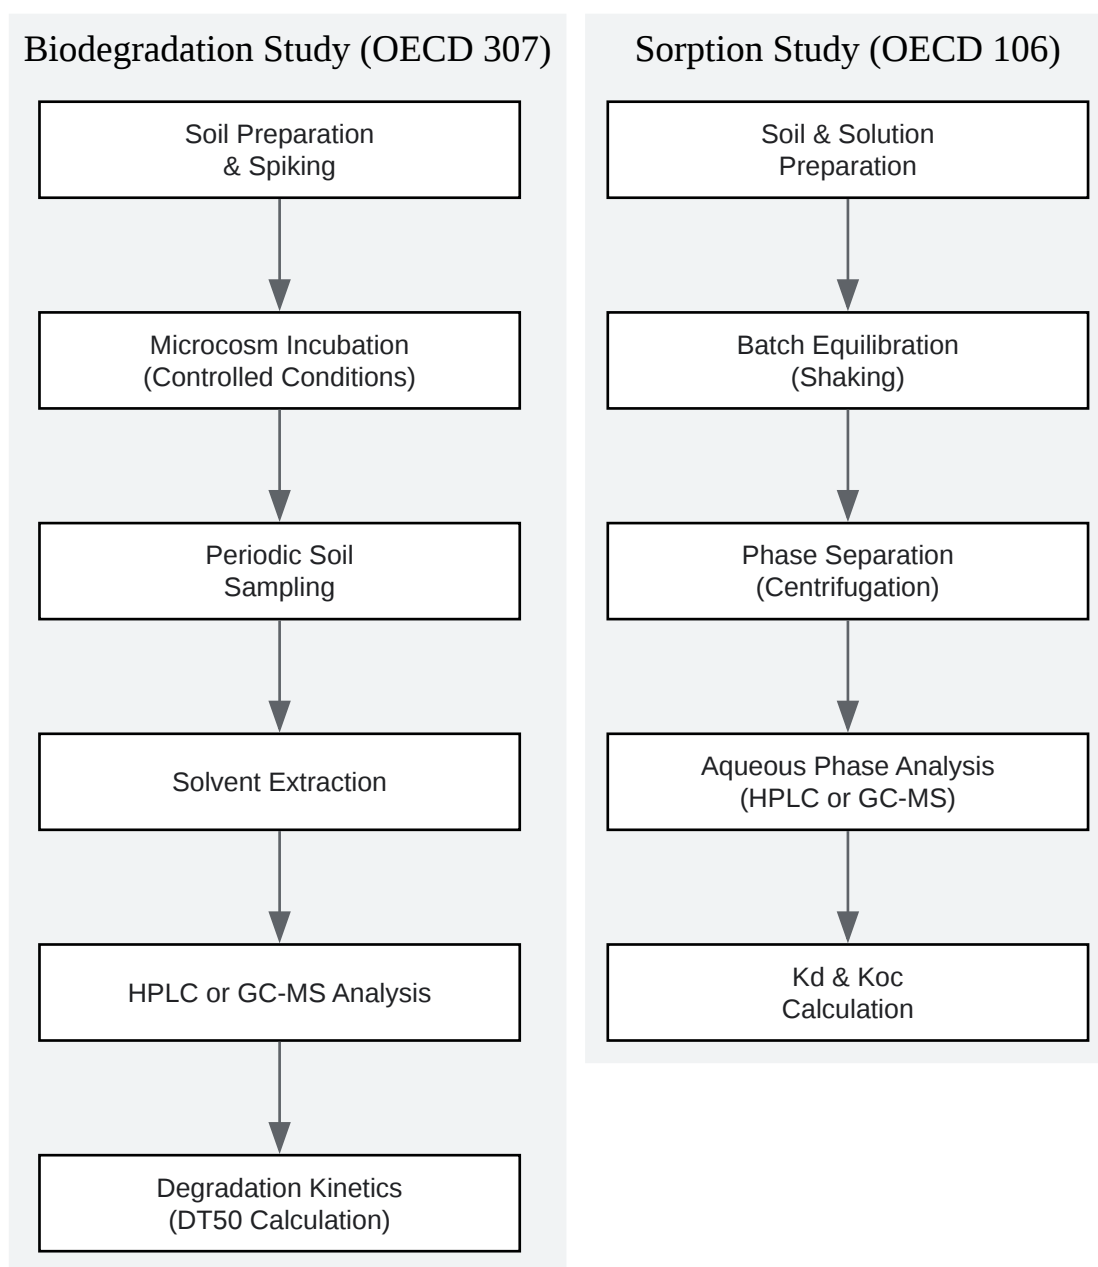 Biodegradation Study (OECD 307)
Soil Preparation
& Spiking
Microcosm Incubation
(Controlled Conditions)
Periodic Soil
Sampling
Solvent Extraction
HPLC or GC-MS Analysis
Degradation Kinetics
(DT50 Calculation)
Sorption Study (OECD 106)
Soil & Solution
Preparation
Batch Equilibration
(Shaking)
Phase Separation
(Centrifugation)
Aqueous Phase Analysis
(HPLC or GC-MS)
Kd & Koc
Calculation